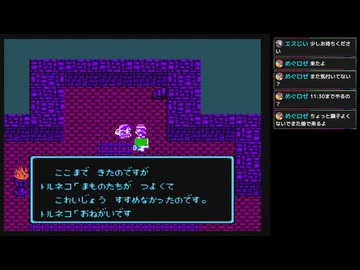 ここまで きたのですが
トルネコ「まものたちが つよくて
これいじょう すすめなかったのです。
トルネコ「おねがいです
エスじい 少しお待ちくださ
い
めぐロゼ 来たよ
めぐロゼ まだ気付いてない
?
めぐロゼ 11:30までやるの
?
めぐロゼ ちょっと調子よく
ないでまた後で来るよ